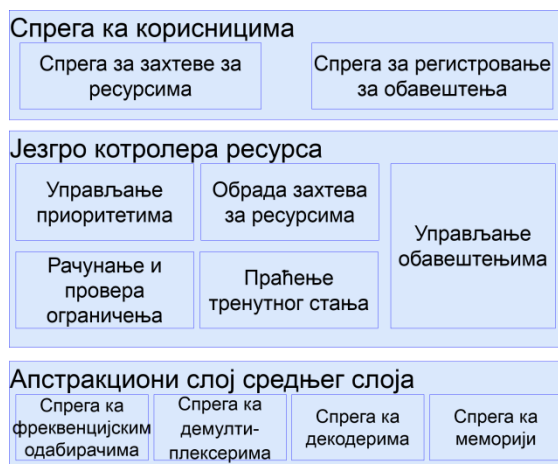 Спрега ка корисницима
Спрега за захтеве за
ресурсима
Спрега за регистровање
за обавештења
Језгро котролера ресурса
Управљање
приоритетима
Обрада захтева
за ресурсима
Управљање
обавештењима
Рачунање и
провера
ограничења
Праћење
тренутног стања
Апстракциони слој средњег слоја
Спрега ка
фреквенцијским
одабирачима
Спрега ка
демулти-
плексерима
Спрега ка
декодерима
Спрега ка
меморији